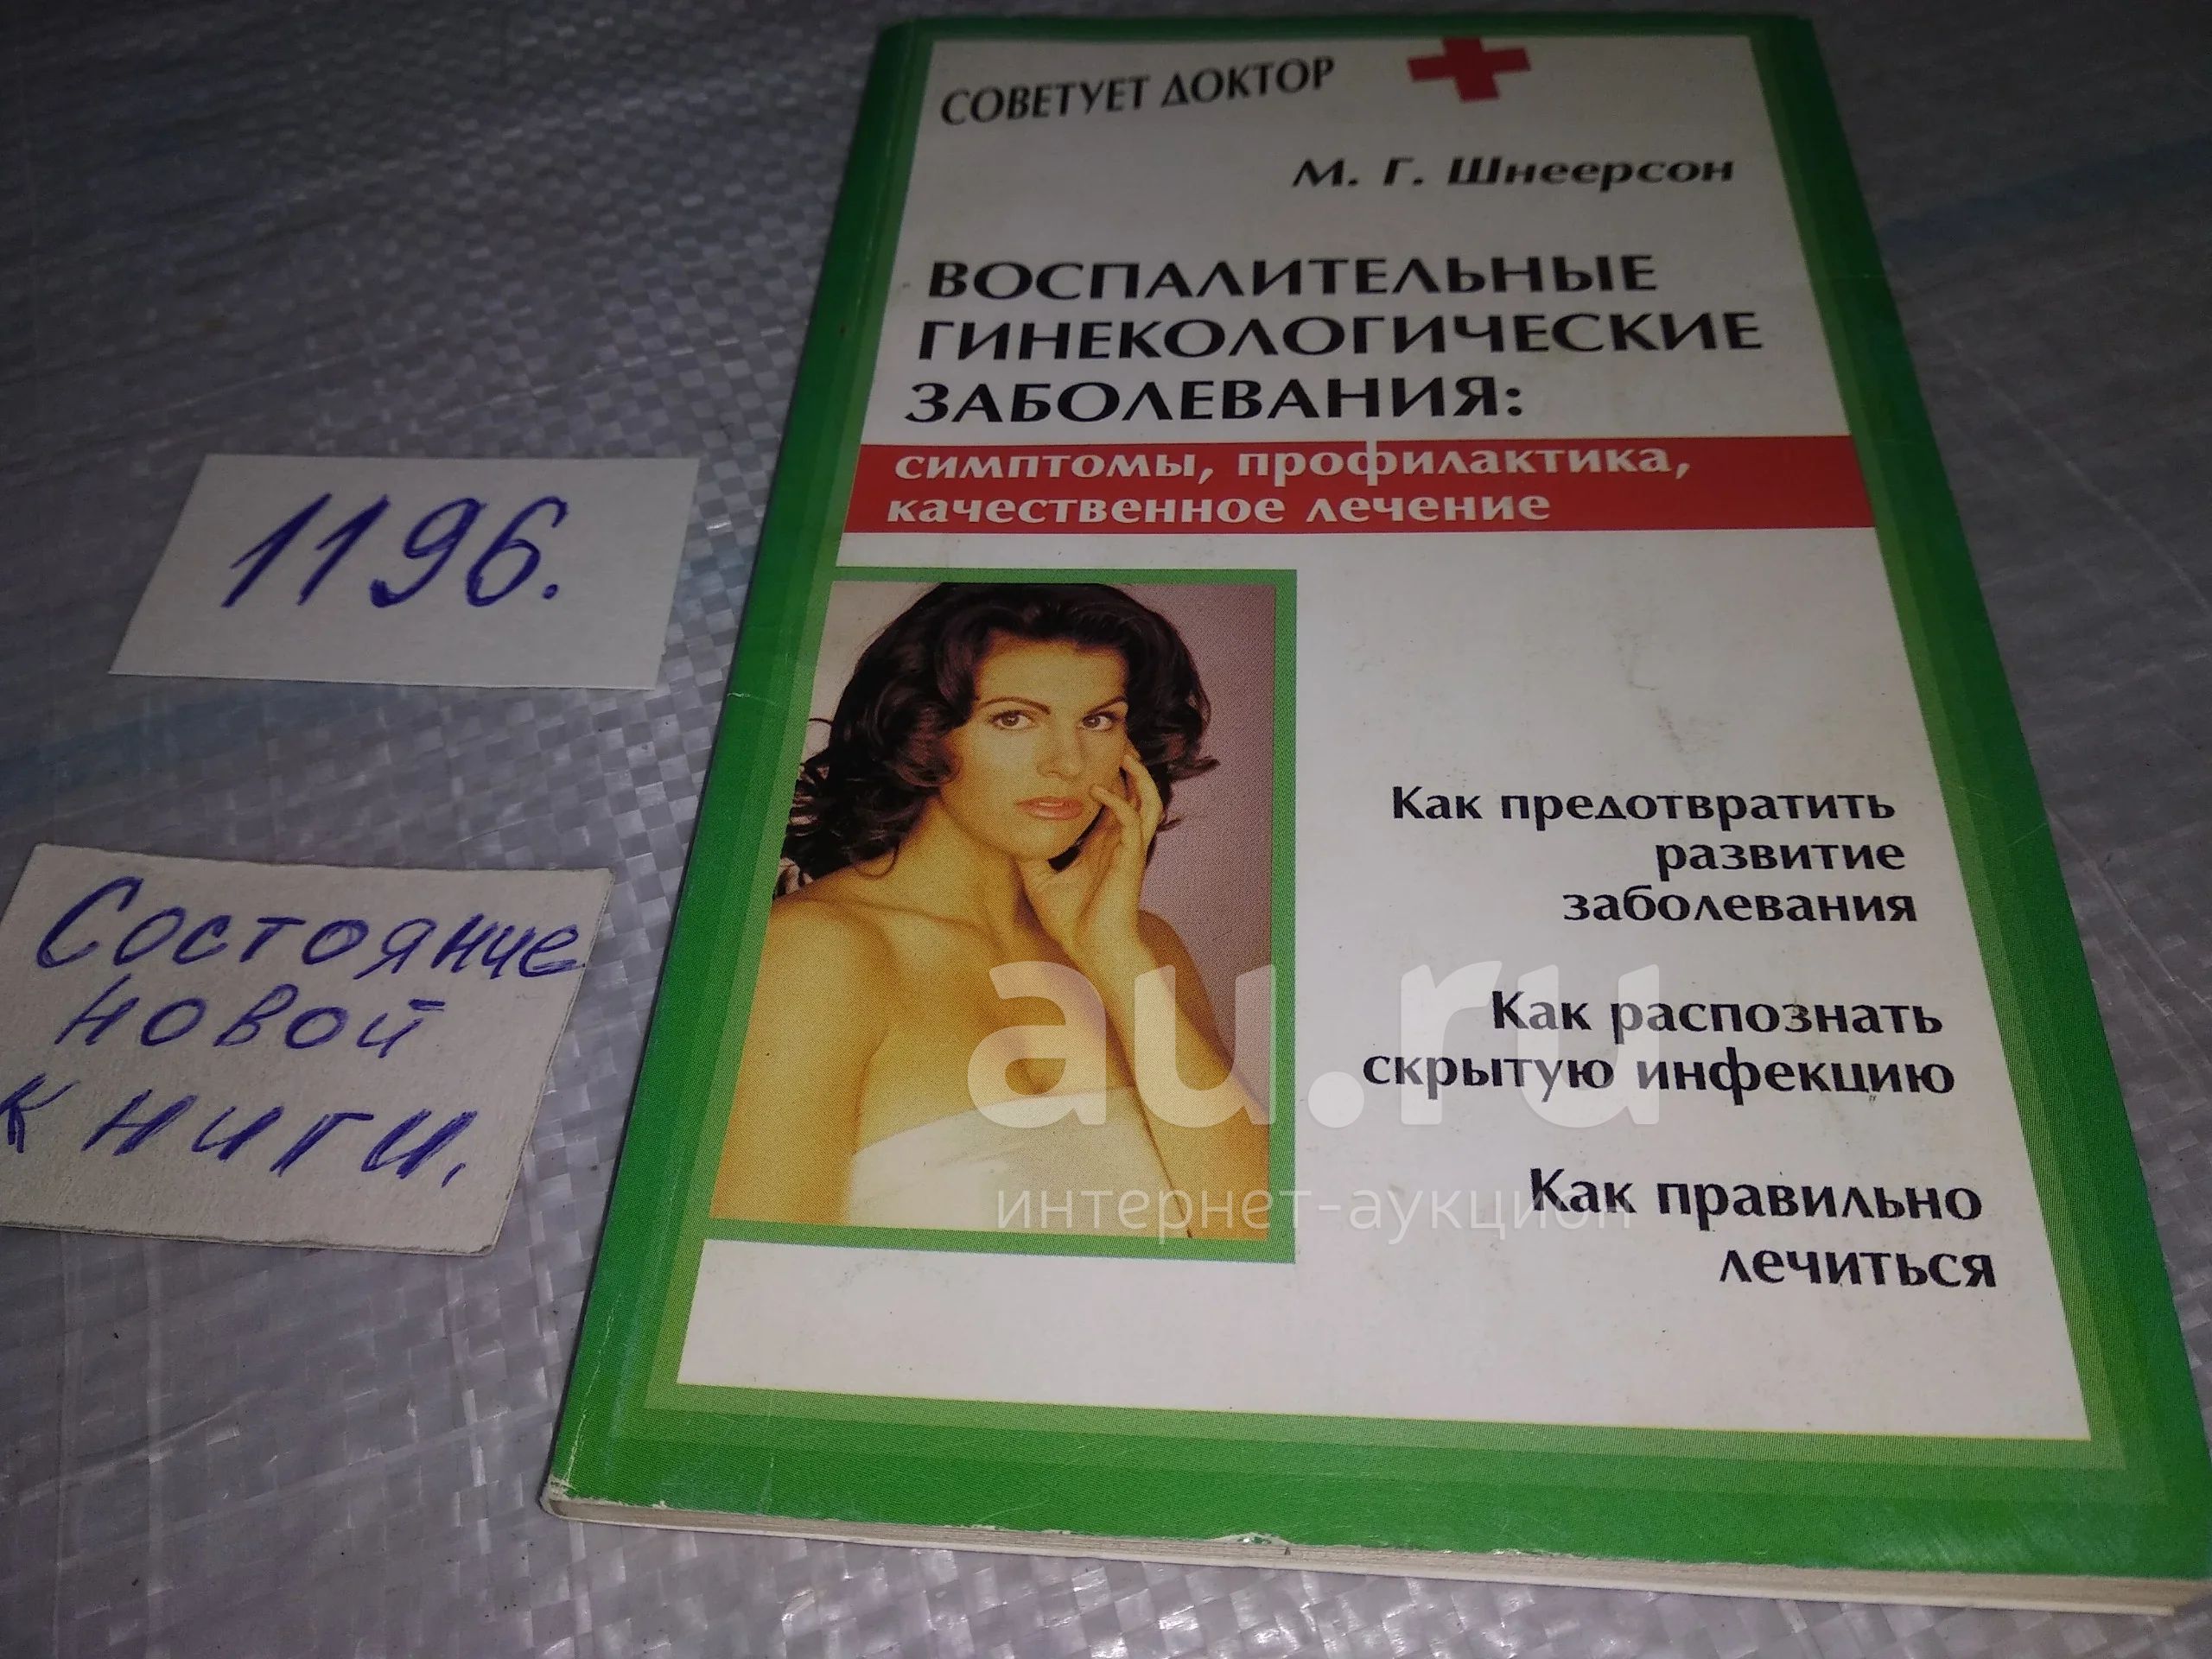 СОВЕТУЕТ ДОКТОР
М. Г. Шнеерсон
ВОСПАЛИТЕЛЬНЫЕ
ГИНЕКОЛОГИЧЕСКИЕ
ЗАБОЛЕВАНИЯ:
симптомы, профилактика,
качественное лечение
1196.
Состояние
новой
книги.
Как предотвратить
развитие
заболевания
Как распознать
скрытую инфекцию
Как правильно
лечиться
au.ru
интернет-аукцион